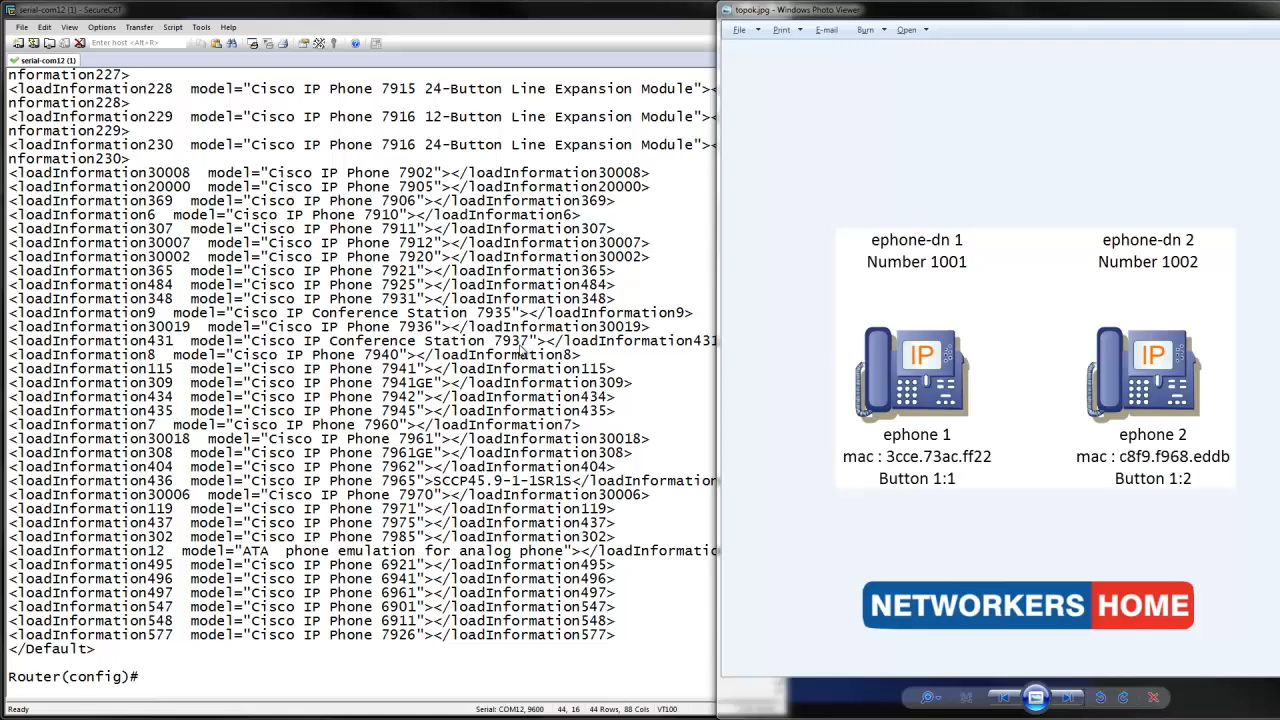 serial-com12 (1) - SecureCRT
File Edit View Options Transfer Script Tools Help
Enter host <Alt+R>
serial-com12 (1)
nformation227>
<loadInformation228  model="Cisco IP Phone 7915 24-Button Line Expansion Module"><
nformation228>
<loadInformation229  model="Cisco IP Phone 7916 12-Button Line Expansion Module"><
nformation229>
<loadInformation230  model="Cisco IP Phone 7916 24-Button Line Expansion Module"><
nformation230>
<loadInformation30008  model="Cisco IP Phone 7902"></loadInformation30008>
<loadInformation20000  model="Cisco IP Phone 7905"></loadInformation20000>
<loadInformation369  model="Cisco IP Phone 7906"></loadInformation369>
<loadInformation6  model="Cisco IP Phone 7910"></loadInformation6>
<loadInformation307  model="Cisco IP Phone 7911"></loadInformation307>
<loadInformation30007  model="Cisco IP Phone 7912"></loadInformation30007>
<loadInformation30002  model="Cisco IP Phone 7920"></loadInformation30002>
<loadInformation365  model="Cisco IP Phone 7921"></loadInformation365>
<loadInformation484  model="Cisco IP Phone 7925"></loadInformation484>
<loadInformation348  model="Cisco IP Phone 7931"></loadInformation348>
<loadInformation9  model="Cisco IP Conference Station 7935"></loadInformation9>
<loadInformation30019  model="Cisco IP Phone 7936"></loadInformation30019>
<loadInformation431  model="Cisco IP Conference Station 7937"></loadInformation431
<loadInformation8  model="Cisco IP Phone 7940"></loadInformation8>
<loadInformation115  model="Cisco IP Phone 7941"></loadInformation115>
<loadInformation309  model="Cisco IP Phone 7941GE"></loadInformation309>
<loadInformation434  model="Cisco IP Phone 7942"></loadInformation434>
<loadInformation435  model="Cisco IP Phone 7945"></loadInformation435>
<loadInformation7  model="Cisco IP Phone 7960"></loadInformation7>
<loadInformation30018  model="Cisco IP Phone 7961"></loadInformation30018>
<loadInformation308  model="Cisco IP Phone 7961GE"></loadInformation308>
<loadInformation404  model="Cisco IP Phone 7962"></loadInformation404>
<loadInformation436  model="Cisco IP Phone 7965">SCCP45.9-1-1SR1S</loadInformation
<loadInformation30006  model="Cisco IP Phone 7970"></loadInformation30006>
<loadInformation119  model="Cisco IP Phone 7971"></loadInformation119>
<loadInformation437  model="Cisco IP Phone 7975"></loadInformation437>
<loadInformation302  model="Cisco IP Phone 7985"></loadInformation302>
<loadInformation12  model="ATA  phone emulation for analog phone"></loadInformatio
<loadInformation495  model="Cisco IP Phone 6921"></loadInformation495>
<loadInformation496  model="Cisco IP Phone 6941"></loadInformation496>
<loadInformation497  model="Cisco IP Phone 6961"></loadInformation497>
<loadInformation547  model="Cisco IP Phone 6901"></loadInformation547>
<loadInformation548  model="Cisco IP Phone 6911"></loadInformation548>
<loadInformation577  model="Cisco IP Phone 7926"></loadInformation577>
</Default>
Router(config)#
Ready Serial: COM12, 9600 44, 16 44 Rows, 88 Cols VT100
topok.jpg - Windows Photo Viewer
File Print E-mail Burn Open
ephone-dn 1
Number 1001
IP
ephone 1
mac : 3cce.73ac.ff22
Button 1:1
ephone-dn 2
Number 1002
IP
ephone 2
mac : c8f9.f968.eddb
Button 1:2
NETWORKERS HOME